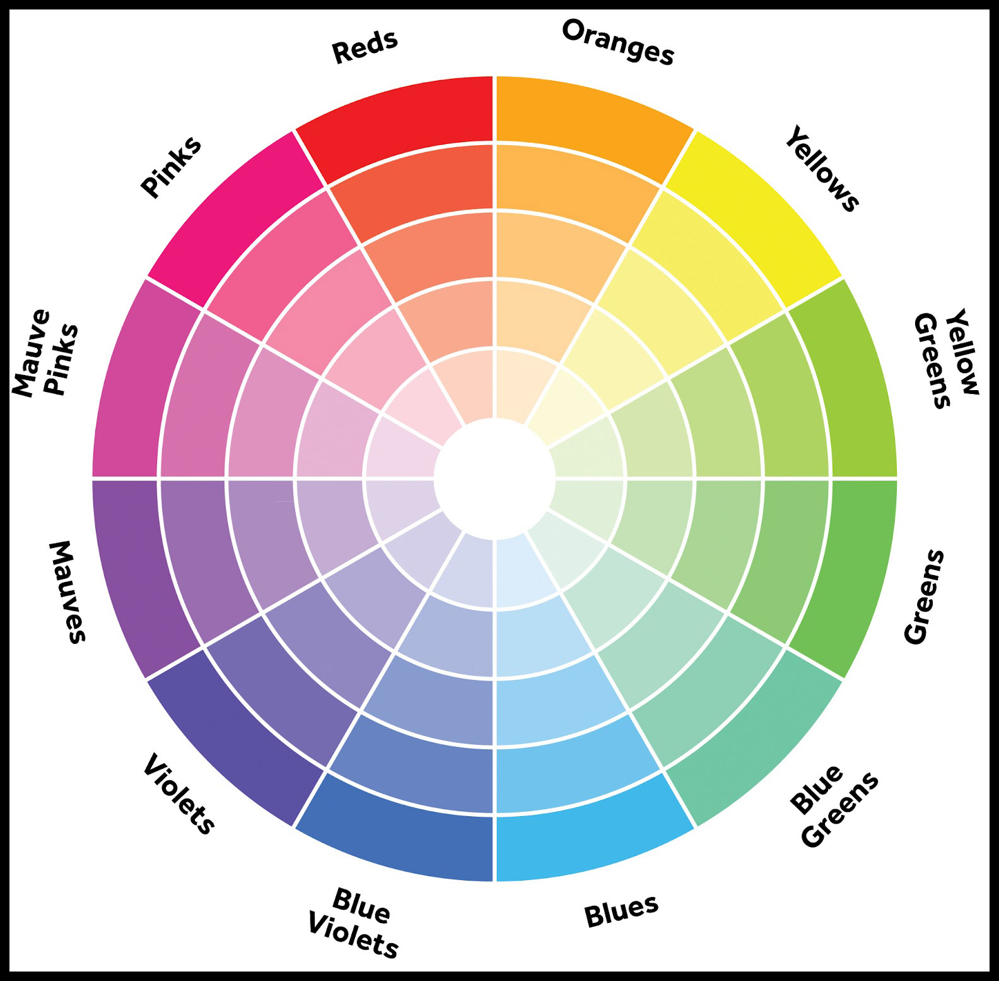 Reds
Oranges
Yellows
Yellow
Greens
Greens
Blue
Greens
Blues
Blue
Violets
Violets
Mauves
Mauve
Pinks
Pinks